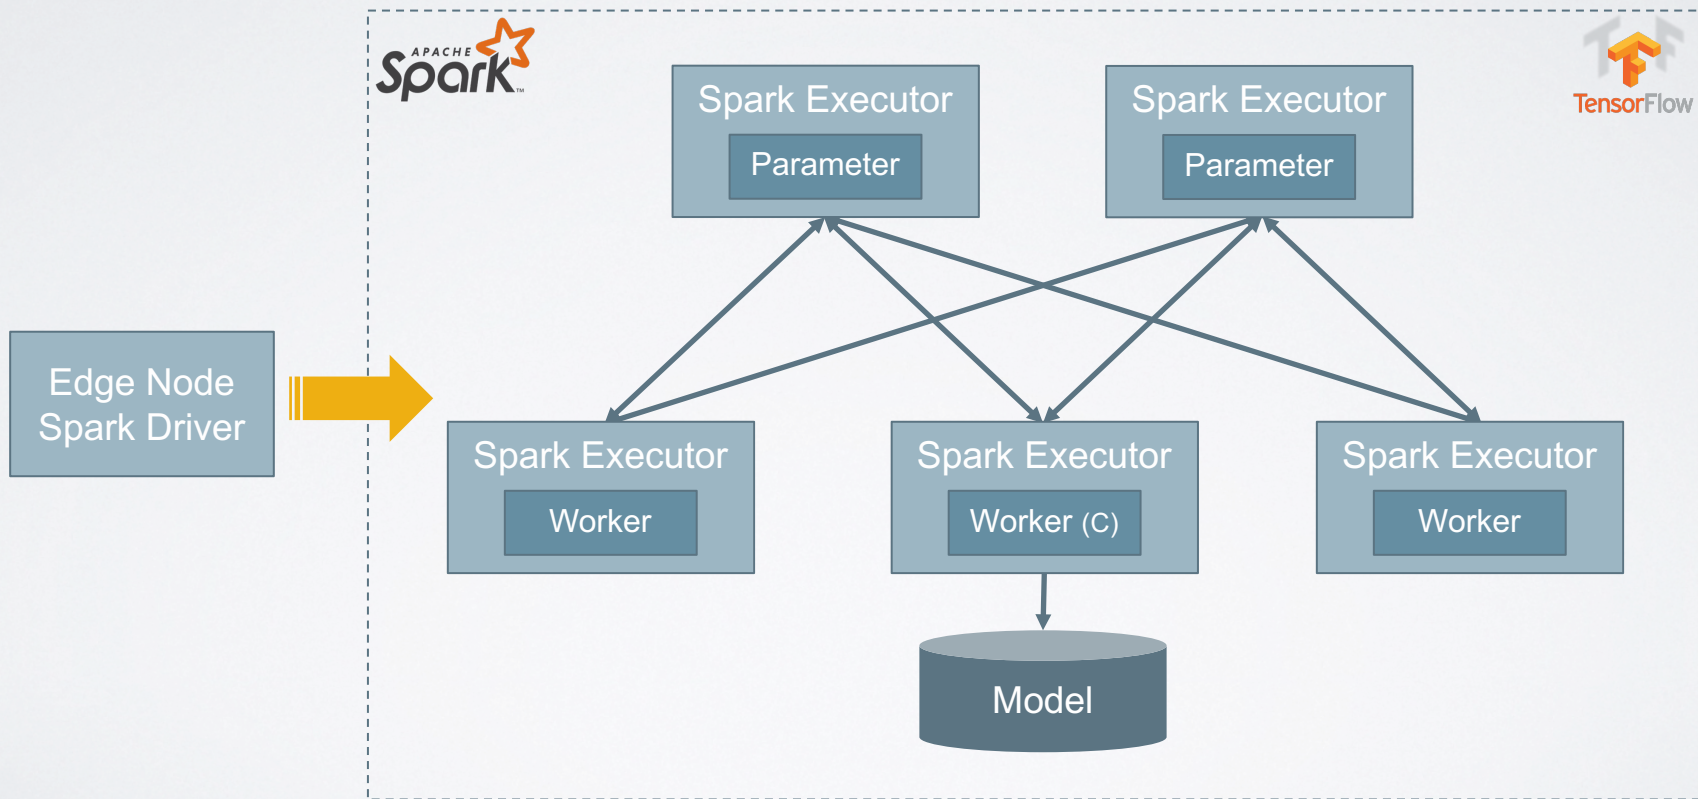 APACHE
Spark™
TensorFlow
Spark Executor
Parameter
Spark Executor
Parameter
Edge Node
Spark Driver
Spark Executor
Worker
Spark Executor
Worker (C)
Spark Executor
Worker
Model